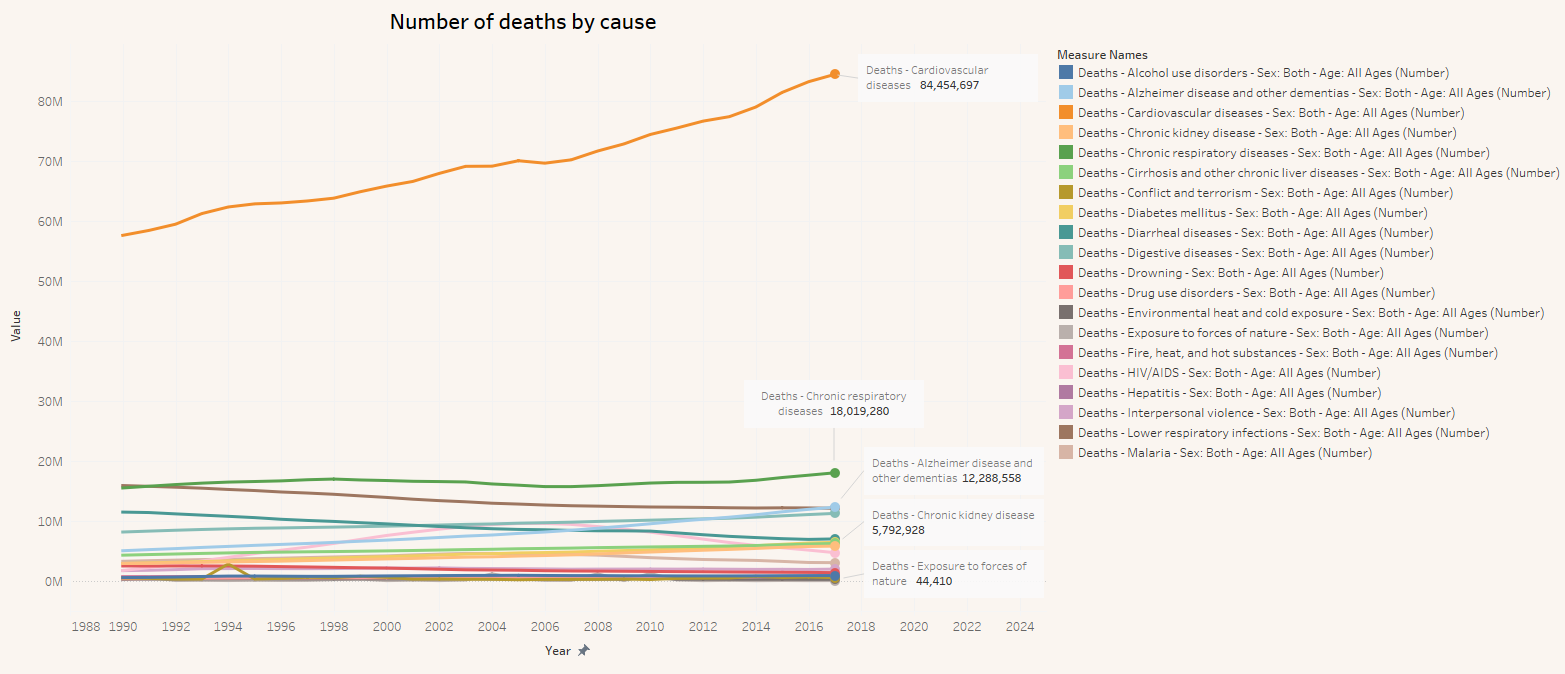 Number of deaths by cause
Value
80M
70M
60M
50M
40M
30M
20M
10M
0M
Deaths - Cardiovascular
diseases 84,454,697
Deaths - Chronic respiratory
diseases 18,019,280
Deaths - Alzheimer disease and
other dementias 12,288,558
Deaths - Chronic kidney disease
5,792,928
Deaths - Exposure to forces of
nature 44,410
1988 1990 1992 1994 1996 1998 2000 2002 2004 2006 2008 2010 2012 2014 2016 2018 2020 2022 2024
Year
Measure Names
Deaths - Alcohol use disorders - Sex: Both - Age: All Ages (Number)
Deaths - Alzheimer disease and other dementias - Sex: Both - Age: All Ages (Number)
Deaths - Cardiovascular diseases - Sex: Both - Age: All Ages (Number)
Deaths - Chronic kidney disease - Sex: Both - Age: All Ages (Number)
Deaths - Chronic respiratory diseases - Sex: Both - Age: All Ages (Number)
Deaths - Cirrhosis and other chronic liver diseases - Sex: Both - Age: All Ages (Number)
Deaths - Conflict and terrorism - Sex: Both - Age: All Ages (Number)
Deaths - Diabetes mellitus - Sex: Both - Age: All Ages (Number)
Deaths - Diarrheal diseases - Sex: Both - Age: All Ages (Number)
Deaths - Digestive diseases - Sex: Both - Age: All Ages (Number)
Deaths - Drowning - Sex: Both - Age: All Ages (Number)
Deaths - Drug use disorders - Sex: Both - Age: All Ages (Number)
Deaths - Environmental heat and cold exposure - Sex: Both - Age: All Ages (Number)
Deaths - Exposure to forces of nature - Sex: Both - Age: All Ages (Number)
Deaths - Fire, heat, and hot substances - Sex: Both - Age: All Ages (Number)
Deaths - HIV/AIDS - Sex: Both - Age: All Ages (Number)
Deaths - Hepatitis - Sex: Both - Age: All Ages (Number)
Deaths - Interpersonal violence - Sex: Both - Age: All Ages (Number)
Deaths - Lower respiratory infections - Sex: Both - Age: All Ages (Number)
Deaths - Malaria - Sex: Both - Age: All Ages (Number)